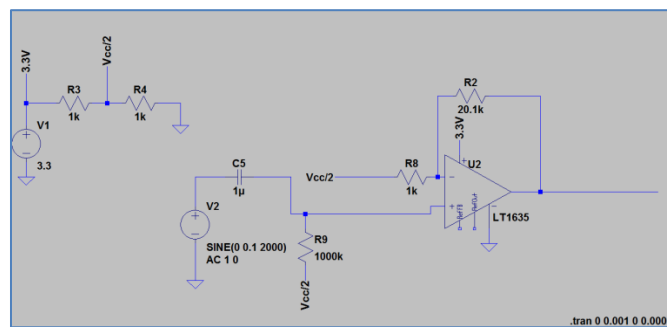 3.3V
Vcc/2
R3
1k
R4
1k
V1
3.3
C5
1µ
V2
SINE(0 0.1 2000)
AC 1 0
R9
1000k
Vcc/2
Vcc/2
R8
1k
R2
20.1k
3.3V
U2
LT1635
.tran 0 0.001 0 0.000